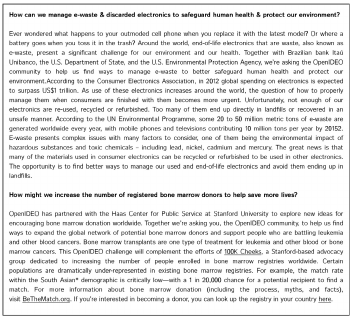 How can we manage e-waste & discarded electronics to safeguard human health & protect our environment?
Ever wondered what happens to your outmoded cell phone when you replace it with the latest model? Or where a
battery goes when you toss it in the trash? Around the world, end-of-life electronics that are waste, also known as
e-waste, present a significant challenge for our environment and our health. Together with Brazilian bank Itaú
Unibanco, the U.S. Department of State, and the U.S. Environmental Protection Agency, we're asking the OpenIDEO
community to help us find ways to manage e-waste to better safeguard human health and protect our
environment.According to the Consumer Electronics Association, in 2012 global spending on electronics is expected
to surpass US$1 trillion. As use of these electronics increases around the world, the question of how to properly
manage them when consumers are finished with them becomes more urgent. Unfortunately, not enough of our
electronics are re-used, recycled or refurbished. Too many of them end up directly in landfills or recovered in an
unsafe manner. According to the UN Environmental Programme, some 20 to 50 million metric tons of e-waste are
generated worldwide every year, with mobile phones and televisions contributing 10 million tons per year by 20152.
E-waste presents complex issues with many factors to consider, one of them being the environmental impact of
hazardous substances and toxic chemicals – including lead, nickel, cadmium and mercury. The great news is that
many of the materials used in consumer electronics can be recycled or refurbished to be used in other electronics.
The opportunity is to find better ways to manage our used and end-of-life electronics and avoid them ending up in
landfills.
How might we increase the number of registered bone marrow donors to help save more lives?
OpenIDEO has partnered with the Haas Center for Public Service at Stanford University to explore new ideas for
encouraging bone marrow donation worldwide. Together we're asking you, the OpenIDEO community, to help us find
ways to expand the global network of potential bone marrow donors and support people who are battling leukemia
and other blood cancers. Bone marrow transplants are one type of treatment for leukemia and other blood or bone
marrow cancers. This OpenIDEO challenge will complement the efforts of 100K Cheeks, a Stanford-based advocacy
group dedicated to increasing the number of people enrolled in bone marrow registries worldwide. Certain
populations are dramatically under-represented in existing bone marrow registries. For example, the match rate
within the South Asian* demographic is critically low—with a 1 in 20,000 chance for a potential recipient to find a
match. For more information about bone marrow donation (including the process, myths, and facts),
visit BeTheMatch.org. If you're interested in becoming a donor, you can look up the registry in your country here.